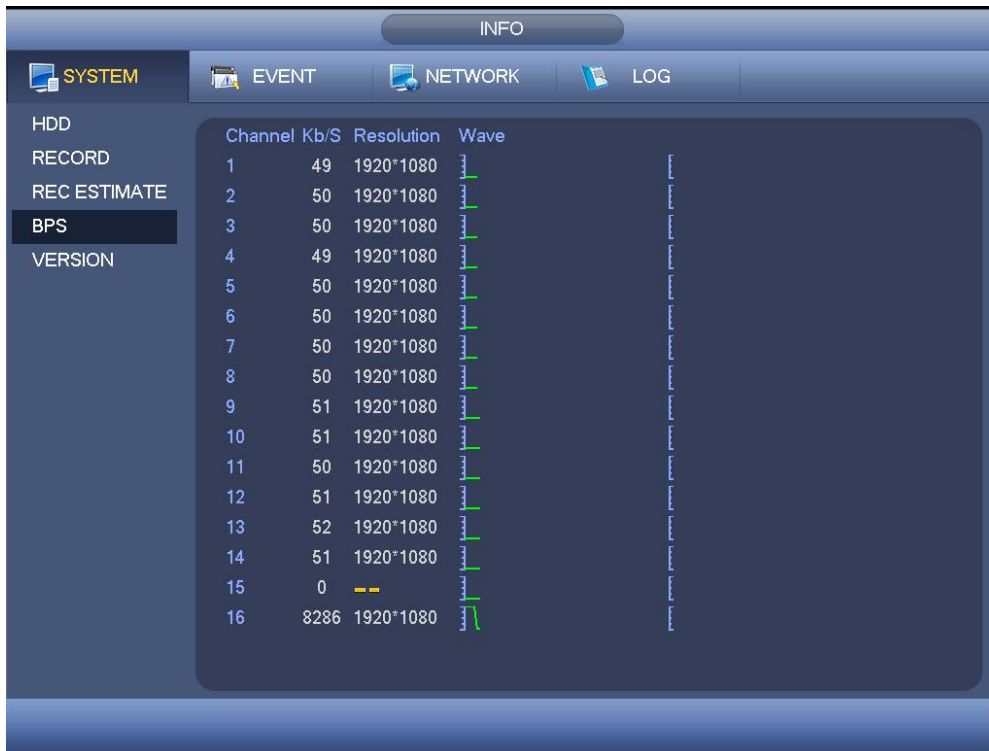 INFO
SYSTEM EVENT NETWORK LOG
HDD
RECORD
REC ESTIMATE
BPS
VERSION
Channel Kb/S Resolution Wave
1 49 1920*1080
2 50 1920*1080
3 50 1920*1080
4 49 1920*1080
5 50 1920*1080
6 50 1920*1080
7 50 1920*1080
8 50 1920*1080
9 51 1920*1080
10 51 1920*1080
11 50 1920*1080
12 51 1920*1080
13 52 1920*1080
14 51 1920*1080
15 0 --
16 8286 1920*1080